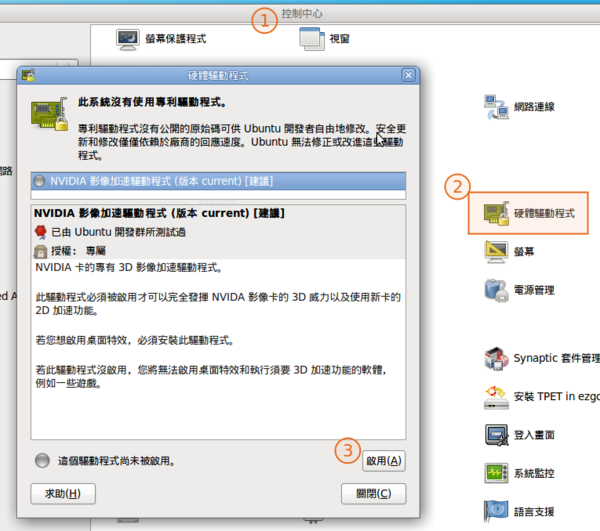 控制中心
1
螢幕保護程式
視窗
硬體驅動程式
此系統沒有使用專利驅動程式。
專利驅動程式沒有公開的原始碼可供 Ubuntu 開發者自由地修改。安全更
新和修改僅僅依賴於廠商的回應速度。Ubuntu 無法修正或改進這些驅動
程式。
NVIDIA 影像加速驅動程式 (版本 current) [建議]
NVIDIA 影像加速驅動程式 (版本 current) [建議]
已由 Ubuntu 開發群所測試過
授權： 專屬
NVIDIA 卡的專有 3D 影像加速驅動程式。
此驅動程式必須被啟用才可以完全發揮 NVIDA 影像卡的 3D 威力以及使用新卡的
2D 加速功能。
若您想啟用桌面特效，必須安裝此驅動程式。
若此驅動程式沒啟用，您將無法啟用桌面特效和執行須要 3D 加速功能的軟體，
例如一些遊戲。
這個驅動程式尚未被啟用。
3
啟用(A)
求助(H)
關閉(C)
網路連線
2
硬體驅動程式
螢幕
電源管理
Synaptic 套件管理
安裝 TPET in ezgo
登入畫面
系統監控
語言支援
路
ed A